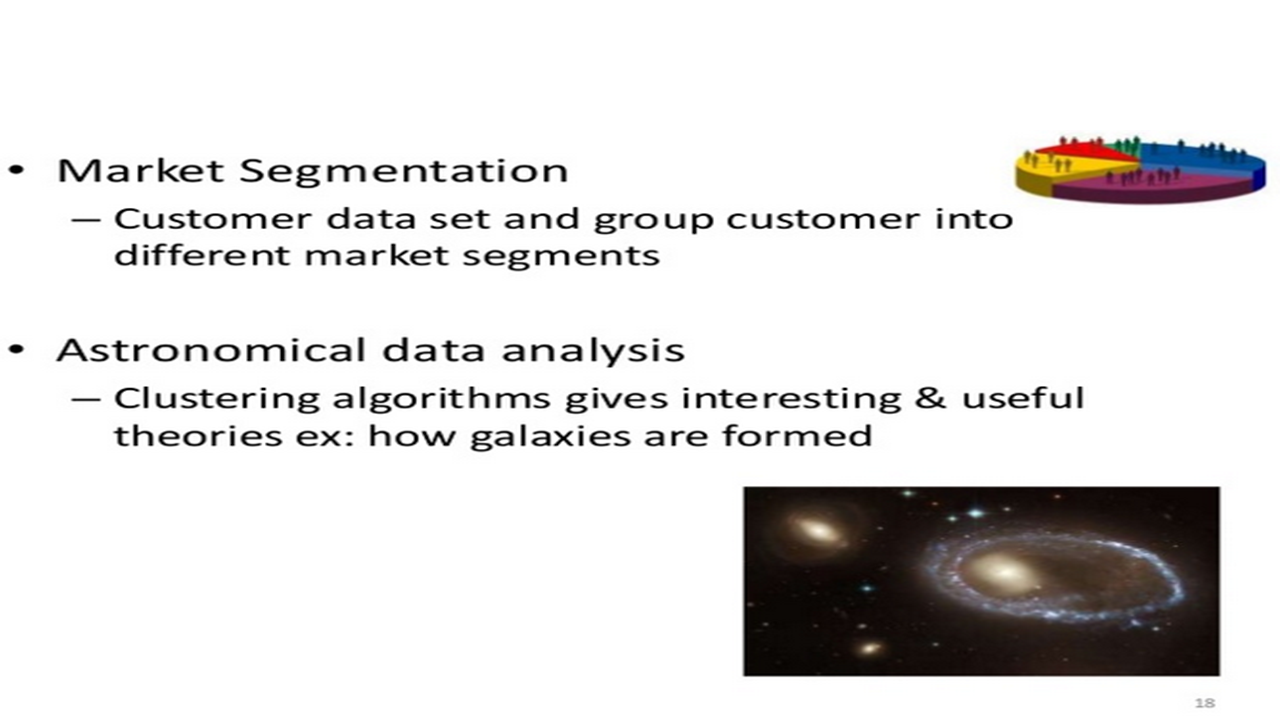 • Market Segmentation
– Customer data set and group customer into
different market segments
• Astronomical data analysis
– Clustering algorithms gives interesting & useful
theories ex: how galaxies are formed
18